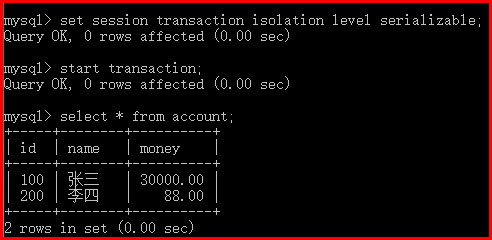 mysql> set session transaction isolation level serializable;
Query OK, 0 rows affected (0.00 sec)
mysql> start transaction;
Query OK, 0 rows affected (0.00 sec)
mysql> select * from account;
+-----+--------+----------+
| id | name | money |
+-----+--------+----------+
| 100 | 张三 | 30000.00 |
| 200 | 李四 | 88.00 |
+-----+--------+----------+
2 rows in set (0.00 sec)